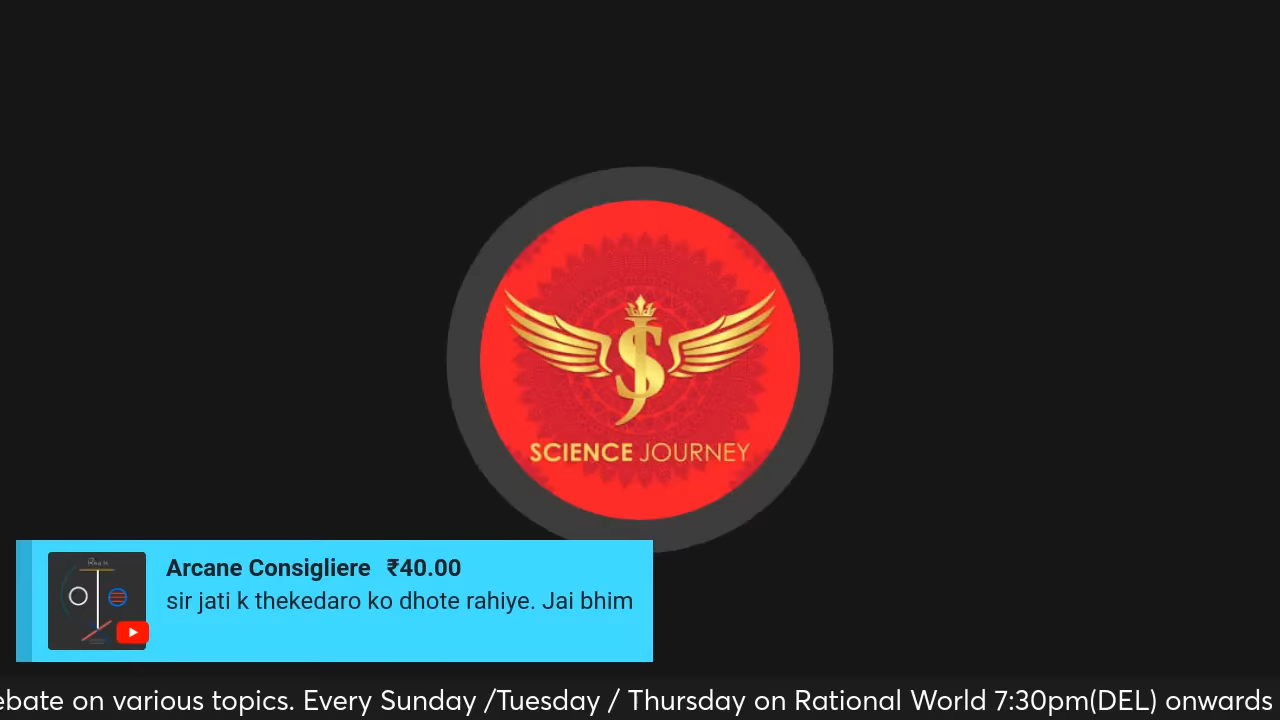 SCIENCE JOURNEY
Arcane Consigliere ₹40.00
sir jati k thekedaro ko dhote rahiye. Jai bhim
ebate on various topics. Every Sunday /Tuesday / Thursday on Rational World 7:30pm(DEL) onwards